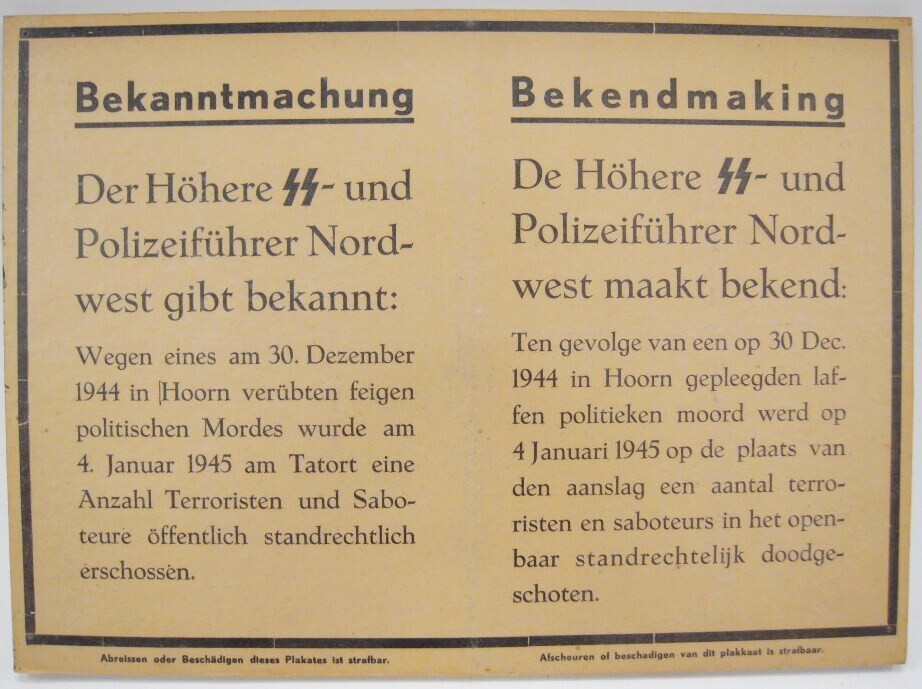 Bekanntmachung
Der Höhere SS- und
Polizeiführer Nord-
west gibt bekannt:
Wegen eines am 30. Dezember
1944 in Hoorn verübten feigen
politischen Mordes wurde am
4. Januar 1945 am Tatort eine
Anzahl Terroristen und Sabo-
teure öffentlich standrechtlich
erschossen.
Abreissen oder Beschädigen dieses Plakates ist strafbar.
Bekendmaking
De Höhere SS- und
Polizeiführer Nord-
west maakt bekend:
Ten gevolge van een op 30 Dec.
1944 in Hoorn gepleegden laf-
fen politieken moord werd op
4 Januari 1945 op de plaats van
den aanslag een aantal terro-
risten en saboteurs in het open-
baar standrechtelijk doodge-
schoten.
Afscheuren of beschadigen van dit plakkaat is strafbaar.